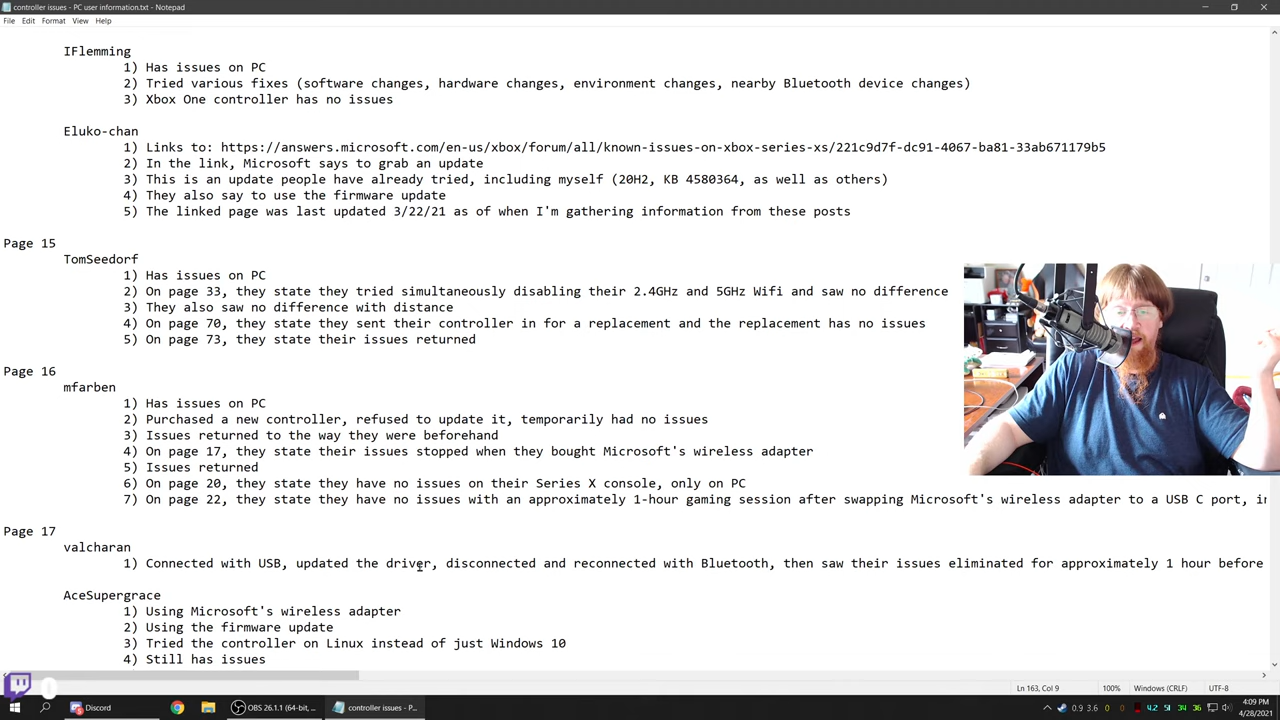 controller issues - PC user information.txt - Notepad
File Edit Format View Help
IFlemming
1) Has issues on PC
2) Tried various fixes (software changes, hardware changes, environment changes, nearby Bluetooth device changes)
3) Xbox One controller has no issues
Eluko-chan
1) Links to: https://answers.microsoft.com/en-us/xbox/forum/all/known-issues-on-xbox-series-xs/221c9d7f-dc91-4067-ba81-33ab671179b5
2) In the link, Microsoft says to grab an update
3) This is an update people have already tried, including myself (20H2, KB 4580364, as well as others)
4) They also say to use the firmware update
5) The linked page was last updated 3/22/21 as of when I'm gathering information from these posts
Page 15
TomSeedorf
1) Has issues on PC
2) On page 33, they state they tried simultaneously disabling their 2.4GHz and 5GHz Wifi and saw no difference
3) They also saw no difference with distance
4) On page 70, they state they sent their controller in for a replacement and the replacement has no issues
5) On page 73, they state their issues returned
Page 16
mfarben
1) Has issues on PC
2) Purchased a new controller, refused to update it, temporarily had no issues
3) Issues returned to the way they were beforehand
4) On page 17, they state their issues stopped when they bought Microsoft's wireless adapter
5) Issues returned
6) On page 20, they state they have no issues on their Series X console, only on PC
7) On page 22, they state they have no issues with an approximately 1-hour gaming session after swapping Microsoft's wireless adapter to a USB C port, in
Page 17
valcharan
1) Connected with USB, updated the driver, disconnected and reconnected with Bluetooth, then saw their issues eliminated for approximately 1 hour before
AceSupergrace
1) Using Microsoft's wireless adapter
2) Using the firmware update
3) Tried the controller on Linux instead of just Windows 10
4) Still has issues
Ln 163, Col 9 100% Windows (CRLF) UTF-8
Discord OBS 26.1.1 (64-bit, ... controller issues - P... 0.9 3.6 0 0 4.2 51 34 36 4:09 PM
4/28/2021